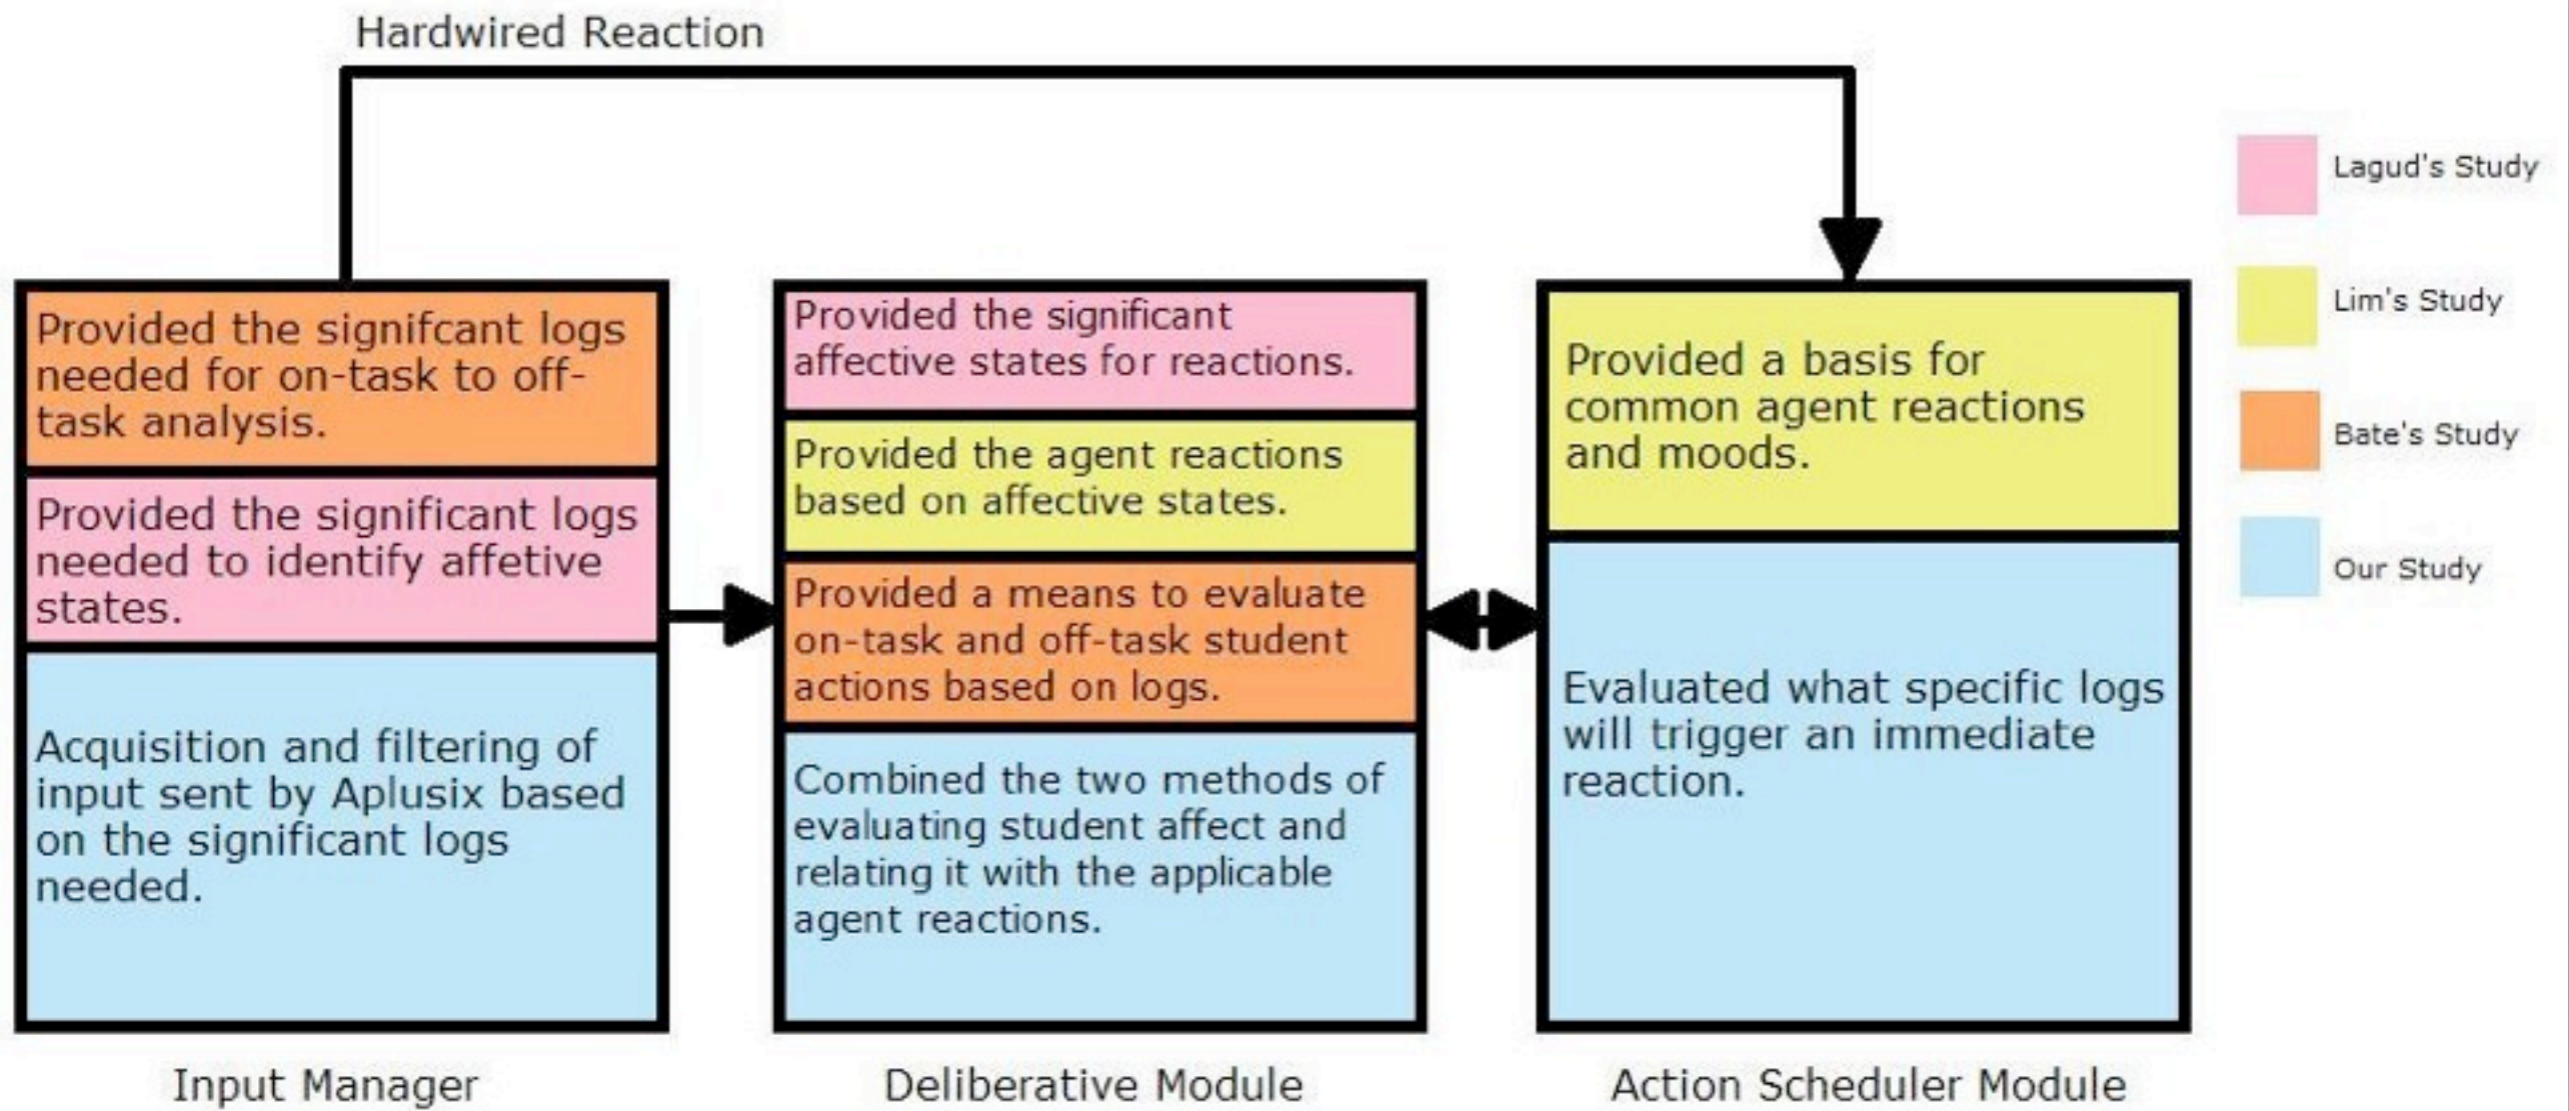 Hardwired Reaction
Provided the signifcant logs
needed for on-task to off-
task analysis.
Provided the significant logs
needed to identify affetive
states.
Acquisition and filtering of
input sent by Aplusix based
on the significant logs
needed.
Input Manager
Provided the significant
affective states for reactions.
Provided the agent reactions
based on affective states.
Provided a means to evaluate
on-task and off-task student
actions based on logs.
Combined the two methods of
evaluating student affect and
relating it with the applicable
agent reactions.
Deliberative Module
Provided a basis for
common agent reactions
and moods.
Evaluated what specific logs
will trigger an immediate
reaction.
Action Scheduler Module
Lagud's Study
Lim's Study
Bate's Study
Our Study